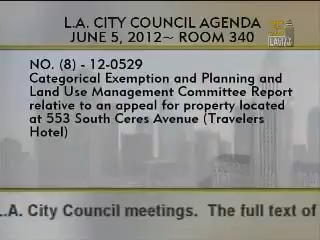 L.A. CITY COUNCIL AGENDA
JUNE 5, 2012~ ROOM 340
35
NO. (8) - 12-0529
Categorical Exemption and Planning and
Land Use Management Committee Report
relative to an appeal for property located
at 553 South Ceres Avenue (Travelers
Hotel)
L.A. City Council meetings. The full text of